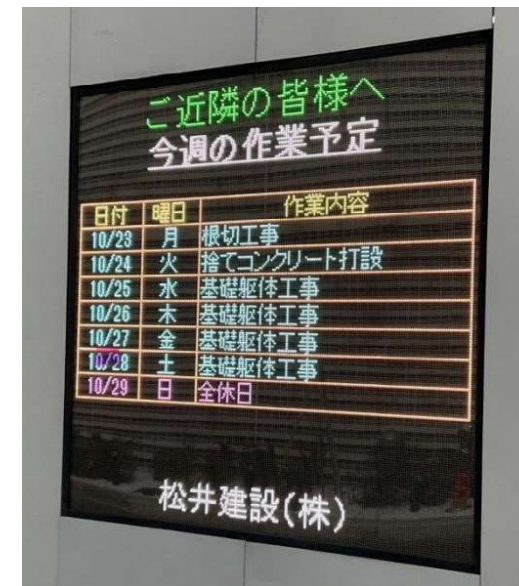 ご近隣の皆様へ
今週の作業予定
日付 曜日 作業内容
10/23 月 根切工事
10/24 火 捨てコンクリート打設
10/25 水 基礎躯体工事
10/26 木 基礎躯体工事
10/27 金 基礎躯体工事
10/28 土 基礎躯体工事
10/29 日 全休日
松井建設(株)